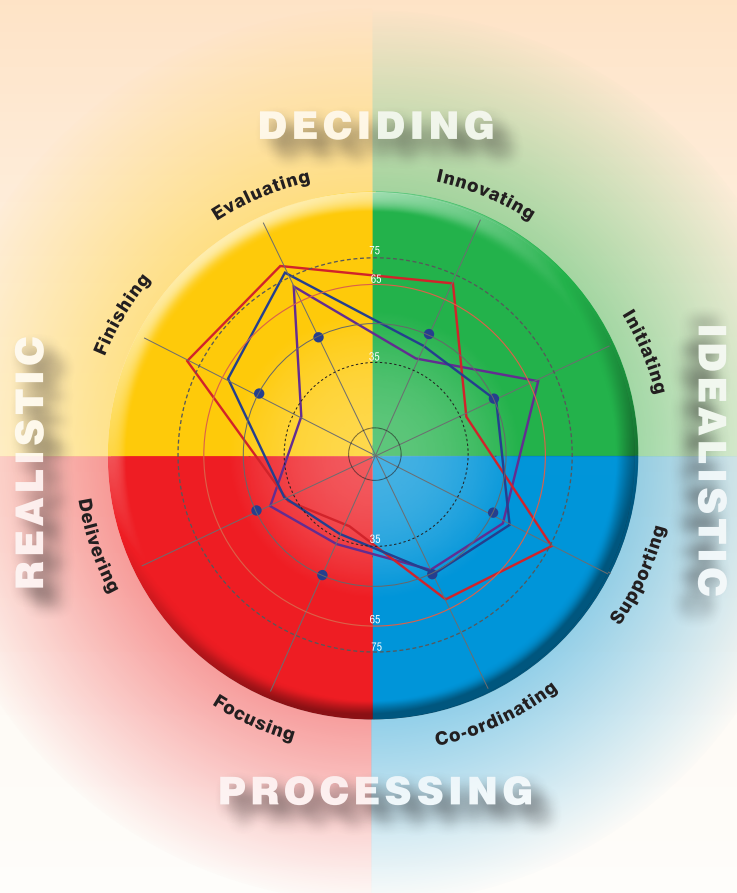 DECIDING
Evaluating
Innovating
75
65
Finishing
Initiating
35
REALISTIC
IDEALISTIC
Delivering
35
Supporting
65
75
Focusing
Co-ordinating
PROCESSING